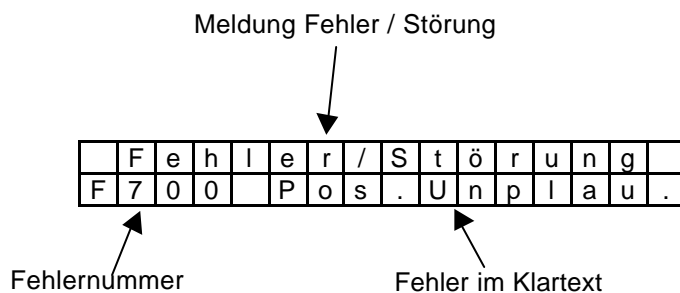 Meldung Fehler / Störung
Fehler/Störung
F700 Pos.Unplau.
Fehlernummer
Fehler im Klartext